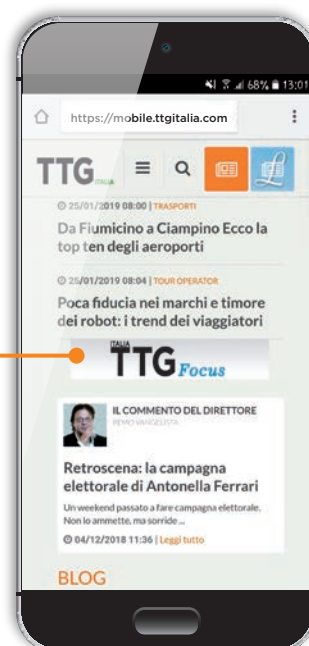 68% 13:01
https://mobile.ttgitalia.com
TTG ITALIA
25/01/2019 08:00 | TRASPORTI
Da Fiumicino a Ciampino Ecco la
top ten degli aeroporti
25/01/2019 08:04 | TOUR OPERATOR
Poca fiducia nei marchi e timore
dei robot: i trend dei viaggiatori
ITALIA
TTG Focus
IL COMMENTO DEL DIRETTORE
REMO VANGELISTA
Retroscena: la campagna
elettorale di Antonella Ferrari
Un weekend passato a fare campagna elettorale.
Non lo ammette, ma sorride ...
04/12/2018 11:36 | Leggi tutto
BLOG